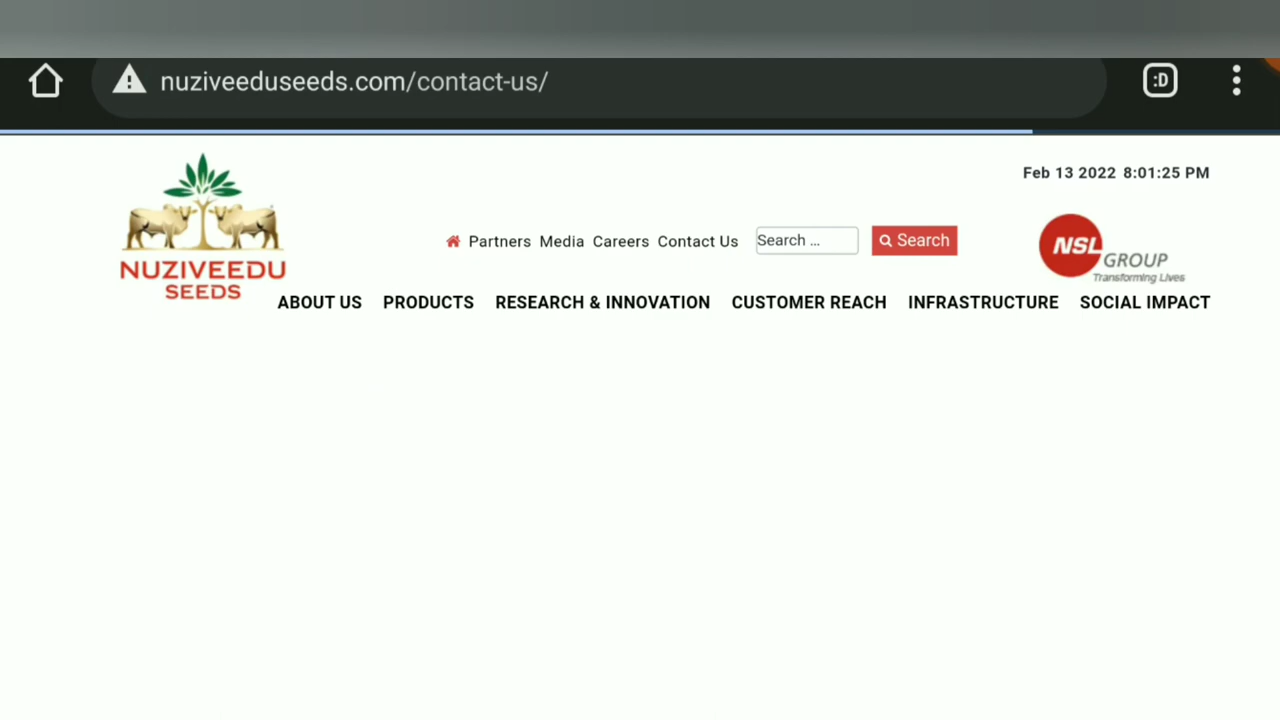 :D
nuziveeduseeds.com/contact-us/
Feb 13 2022 8:01:25 PM
NUZIVEEDU
SEEDS
Partners Media Careers Contact Us
Search ...
Search
NSL GROUP
Transforming Lives
ABOUT US PRODUCTS RESEARCH & INNOVATION CUSTOMER REACH INFRASTRUCTURE SOCIAL IMPACT